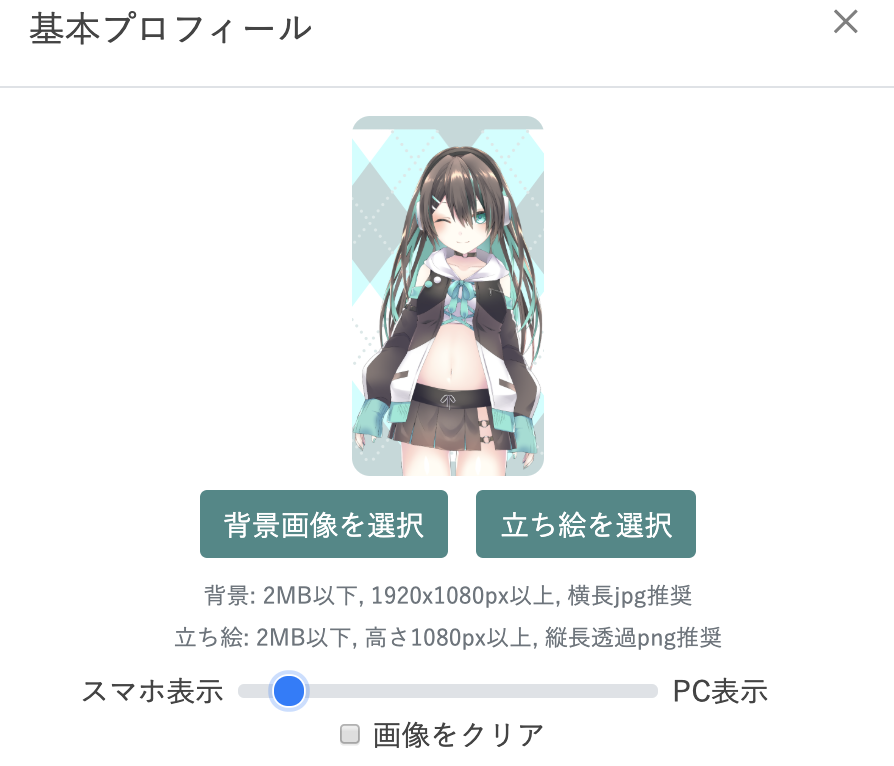 基本プロフィール
背景画像を選択
立ち絵を選択
背景: 2MB以下, 1920x1080px以上, 横長jpg推奨
立ち絵: 2MB以下, 高さ1080px以上, 縦長透過png推奨
スマホ表示
PC表示
画像をクリア